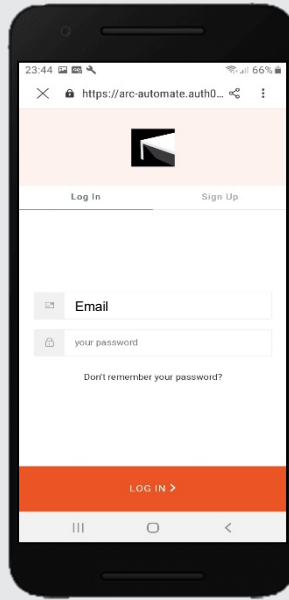 23:44 66%
https://arc-automate.auth0...
Log In Sign Up
Email
your password
Don't remember your password?
LOG IN >